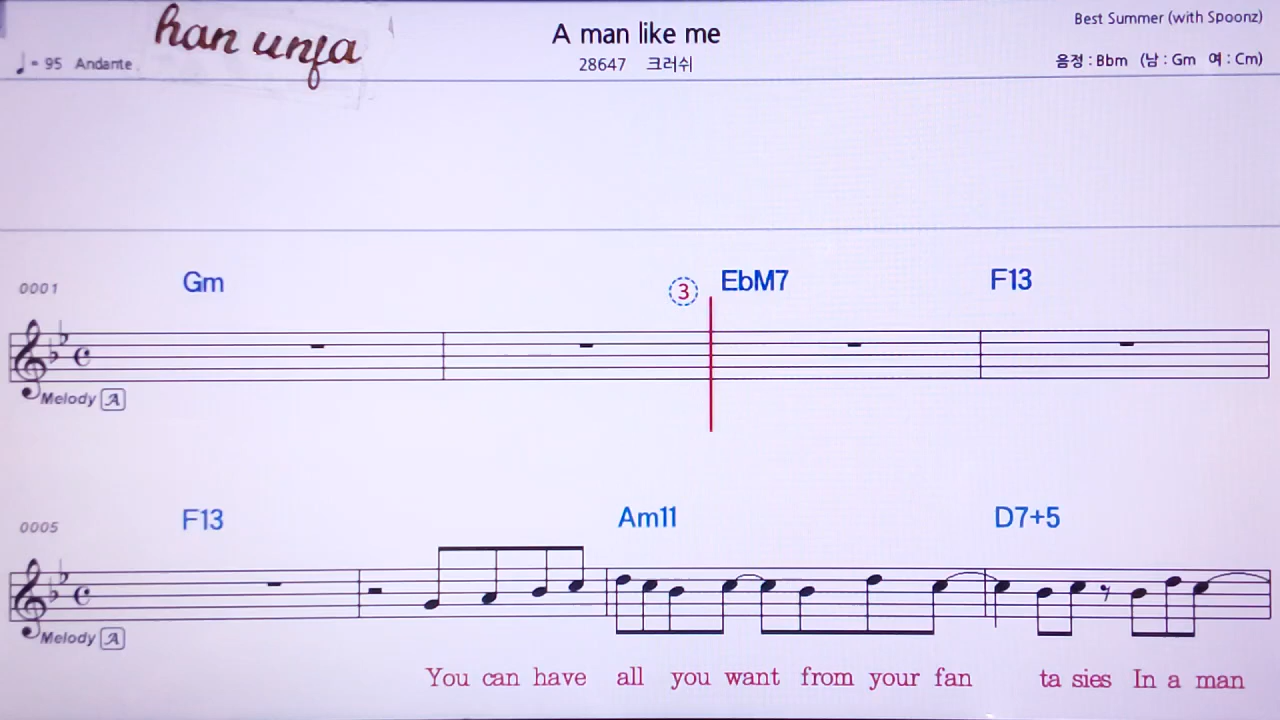 han unfa
A man like me
Best Summer (with Spoonz)
♩= 95 Andante
28647 크러쉬
음정 : Bbm (남 : Gm 여 : Cm)
0001 Gm 3 EbM7 F13
Melody A
0005 F13 Am11 D7+5
Melody A
You can have all you want from your fan ta sies In a man